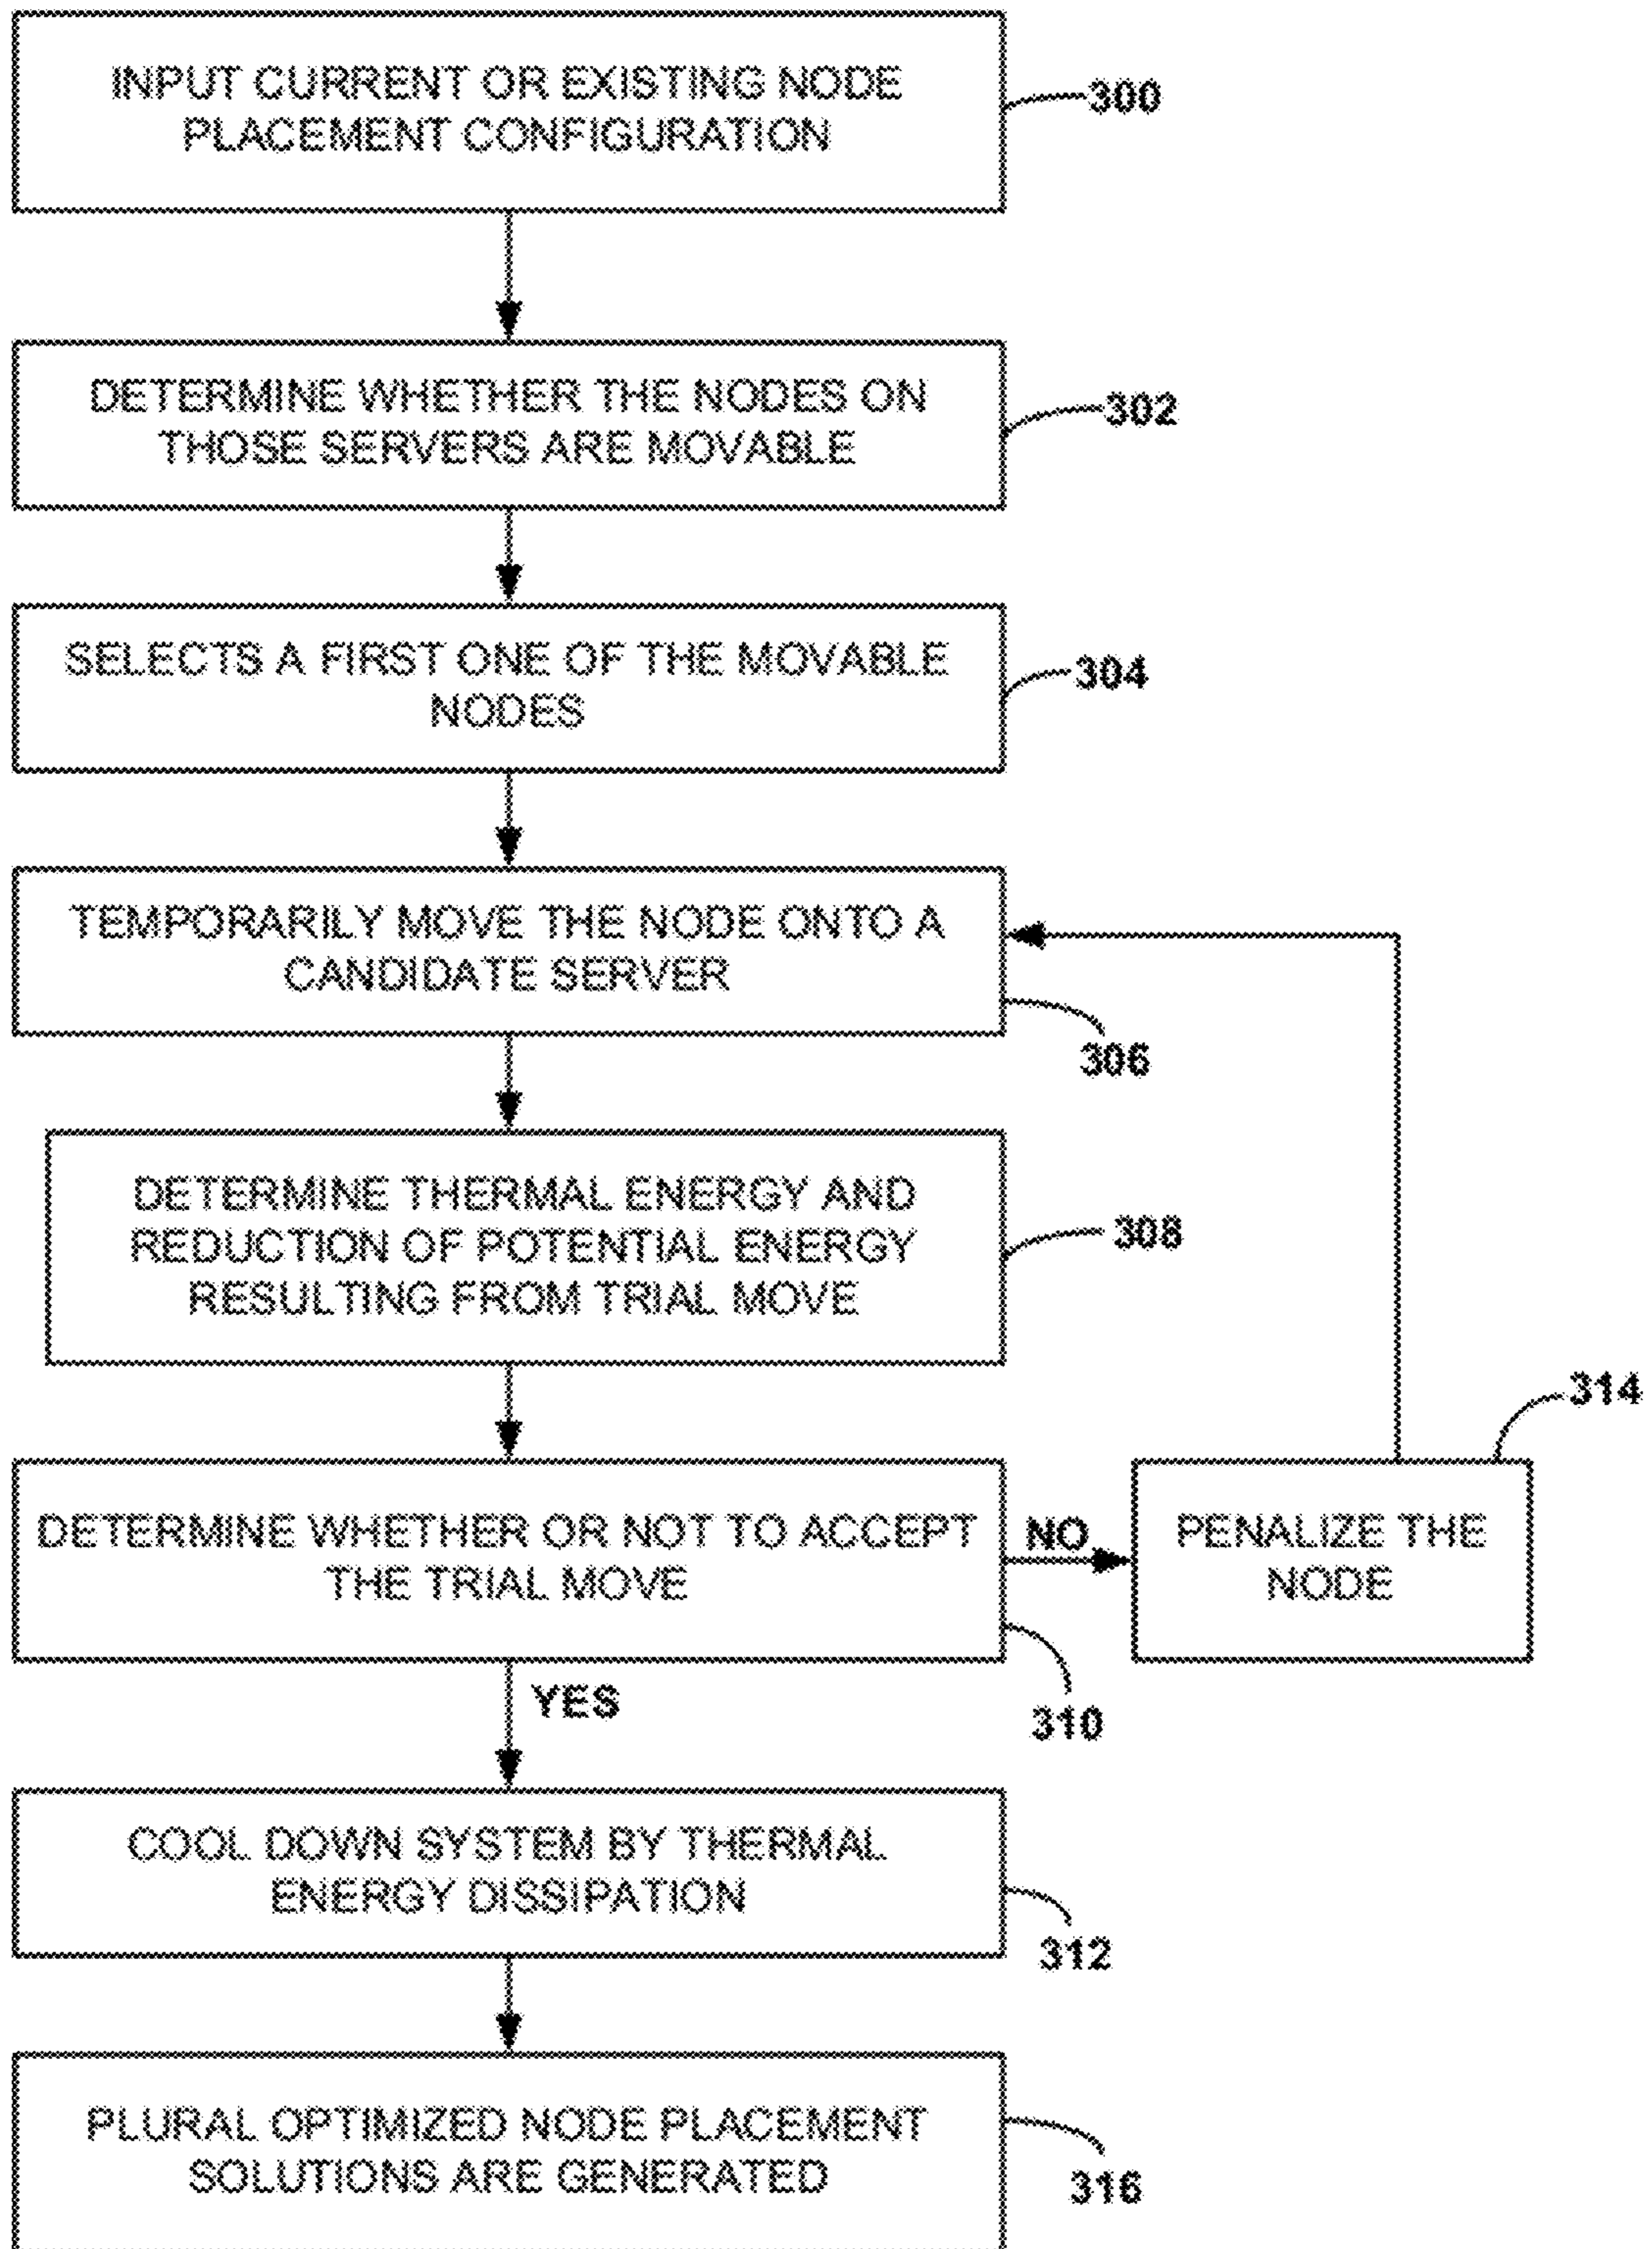 INPUT CURRENT OR EXISTING NODE
PLACEMENT CONFIGURATION
300
DETERMINE WHETHER THE NODES ON
THOSE SERVERS ARE MOVABLE
302
SELECTS A FIRST ONE OF THE MOVABLE
NODES
304
TEMPORARILY MOVE THE NODE ONTO A
CANDIDATE SERVER
306
DETERMINE THERMAL ENERGY AND
REDUCTION OF POTENTIAL ENERGY
RESULTING FROM TRIAL MOVE
308
DETERMINE WHETHER OR NOT TO ACCEPT
THE TRIAL MOVE
310
NO
PENALIZE THE
NODE
314
YES
COOL DOWN SYSTEM BY THERMAL
ENERGY DISSIPATION
312
PLURAL OPTIMIZED NODE PLACEMENT
SOLUTIONS ARE GENERATED
316